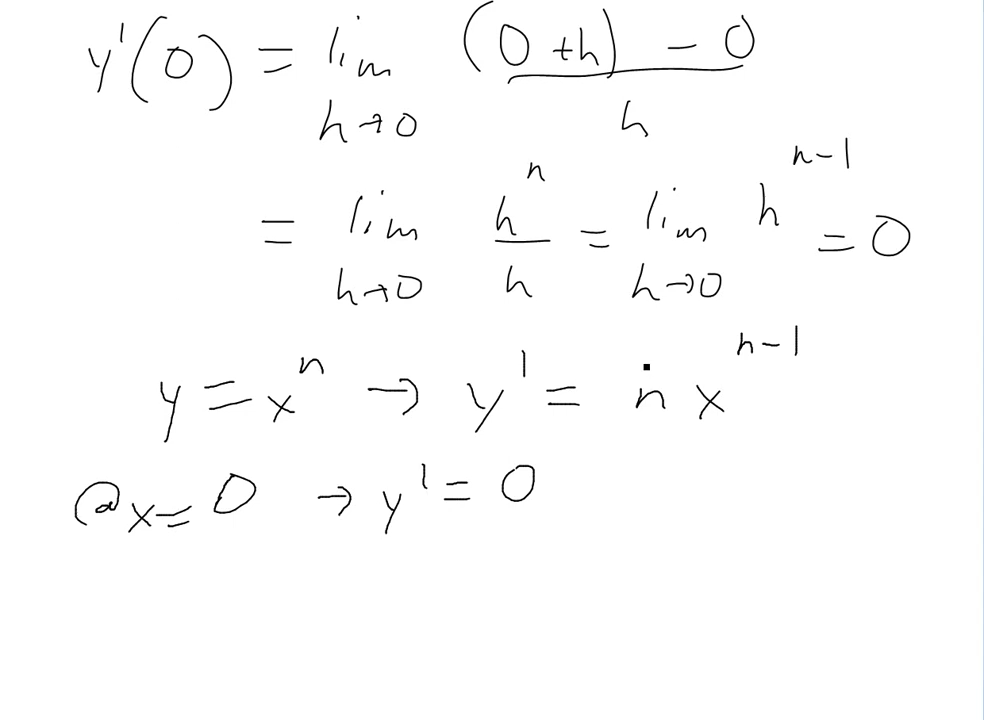 y'(0) = lim h→0 (0+h) - 0 / h
= lim h→0 h^n / h = lim h→0 h^n-1 = 0
y = x^n → y' = n x^n-1
@x=0 → y' = 0